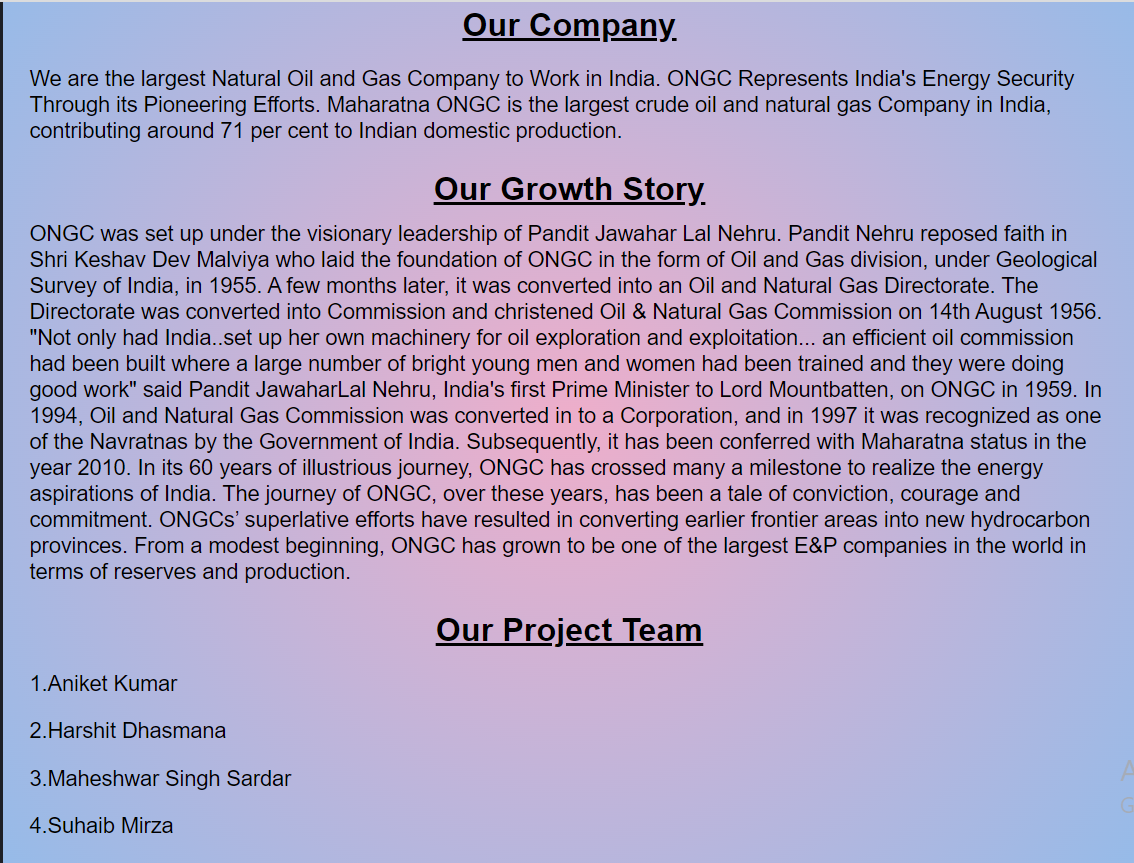 Our Company
We are the largest Natural Oil and Gas Company to Work in India. ONGC Represents India's Energy Security
Through its Pioneering Efforts. Maharatna ONGC is the largest crude oil and natural gas Company in India,
contributing around 71 per cent to Indian domestic production.
Our Growth Story
ONGC was set up under the visionary leadership of Pandit Jawahar Lal Nehru. Pandit Nehru reposed faith in
Shri Keshav Dev Malviya who laid the foundation of ONGC in the form of Oil and Gas division, under Geological
Survey of India, in 1955. A few months later, it was converted into an Oil and Natural Gas Directorate. The
Directorate was converted into Commission and christened Oil & Natural Gas Commission on 14th August 1956.
"Not only had India..set up her own machinery for oil exploration and exploitation... an efficient oil commission
had been built where a large number of bright young men and women had been trained and they were doing
good work" said Pandit JawaharLal Nehru, India's first Prime Minister to Lord Mountbatten, on ONGC in 1959. In
1994, Oil and Natural Gas Commission was converted in to a Corporation, and in 1997 it was recognized as one
of the Navratnas by the Government of India. Subsequently, it has been conferred with Maharatna status in the
year 2010. In its 60 years of illustrious journey, ONGC has crossed many a milestone to realize the energy
aspirations of India. The journey of ONGC, over these years, has been a tale of conviction, courage and
commitment. ONGCs’ superlative efforts have resulted in converting earlier frontier areas into new hydrocarbon
provinces. From a modest beginning, ONGC has grown to be one of the largest E&P companies in the world in
terms of reserves and production.
Our Project Team
1.Aniket Kumar
2.Harshit Dhasmana
3.Maheshwar Singh Sardar
4.Suhaib Mirza